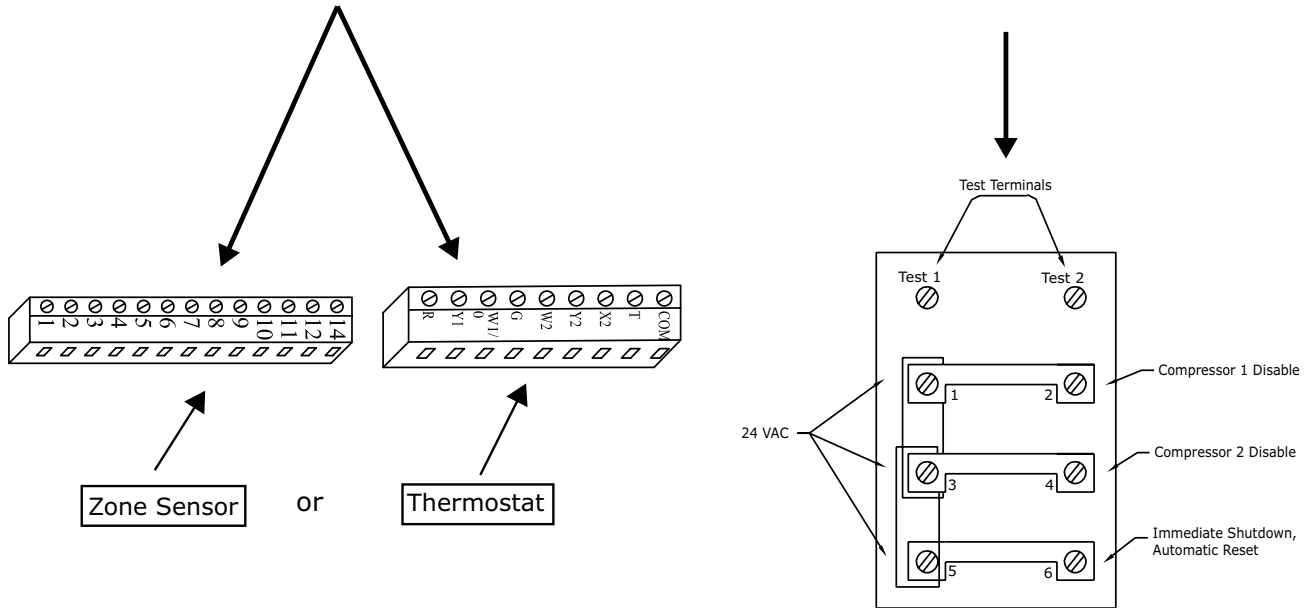 Test Terminals
Test 1 Test 2
1 2 3 4 5 6 7 8 9 10 11 12 14
R Y1 W1/0 G W2 Y2 X2 T COM
1 2
Compressor 1 Disable
24 VAC
3 4
Compressor 2 Disable
Zone Sensor or Thermostat
5 6
Immediate Shutdown,
Automatic Reset